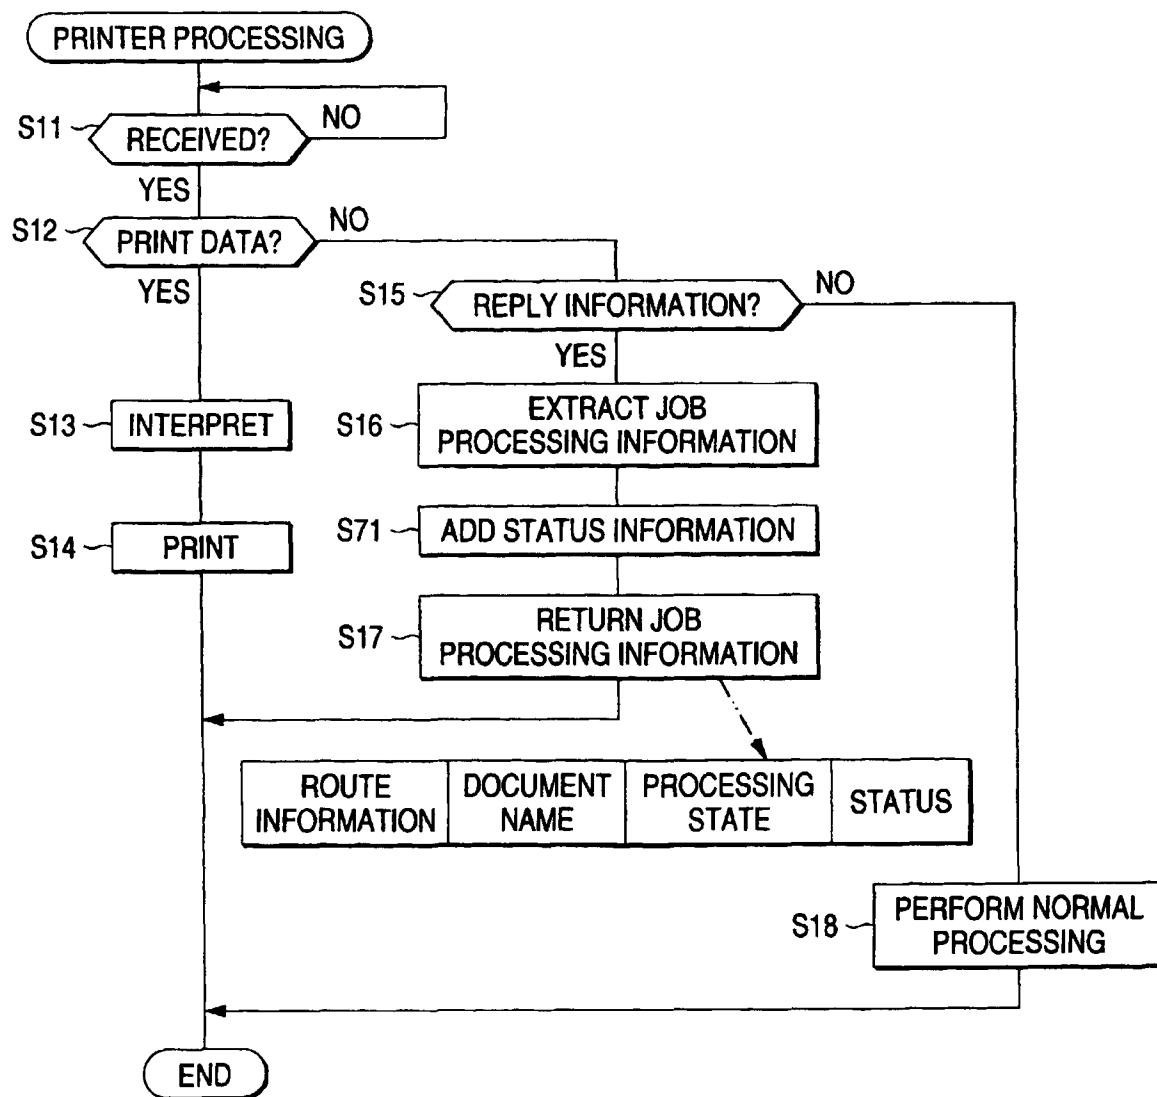 PRINTER PROCESSING
S11
RECEIVED?
NO
YES
S12
PRINT DATA?
NO
YES
S15
REPLY INFORMATION?
NO
YES
S13
INTERPRET
S16
EXTRACT JOB
PROCESSING INFORMATION
S14
PRINT
S71
ADD STATUS INFORMATION
S17
RETURN JOB
PROCESSING INFORMATION
ROUTE
INFORMATION
DOCUMENT
NAME
PROCESSING
STATE
STATUS
S18
PERFORM NORMAL
PROCESSING
END